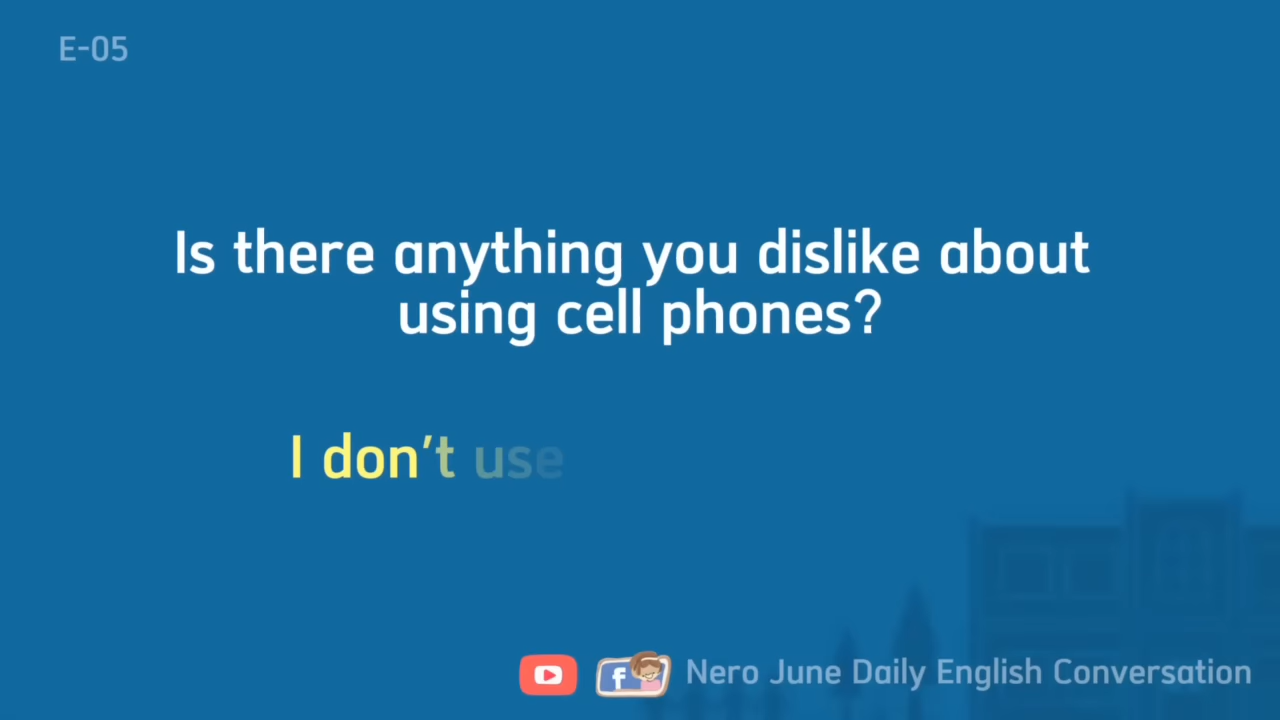 E-05
Is there anything you dislike about
using cell phones?
I don't use
Nero June Daily English Conversation